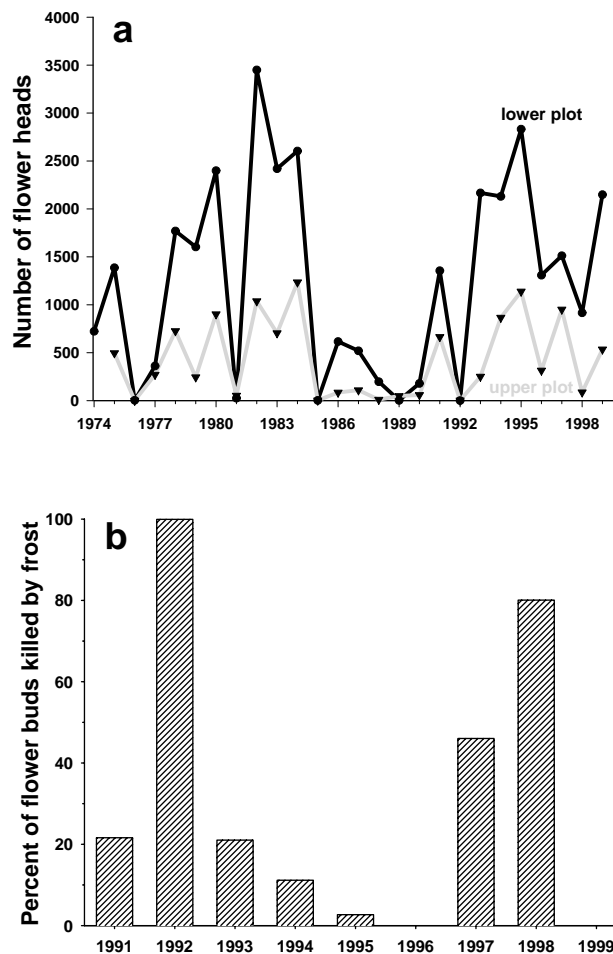 a
Number of flower heads
4000
3500
3000
2500
2000
1500
1000
500
0
lower plot
upper plot
1974 1977 1980 1983 1986 1989 1992 1995 1998
b
Percent of flower buds killed by frost
100
80
60
40
20
0
1991 1992 1993 1994 1995 1996 1997 1998 1999